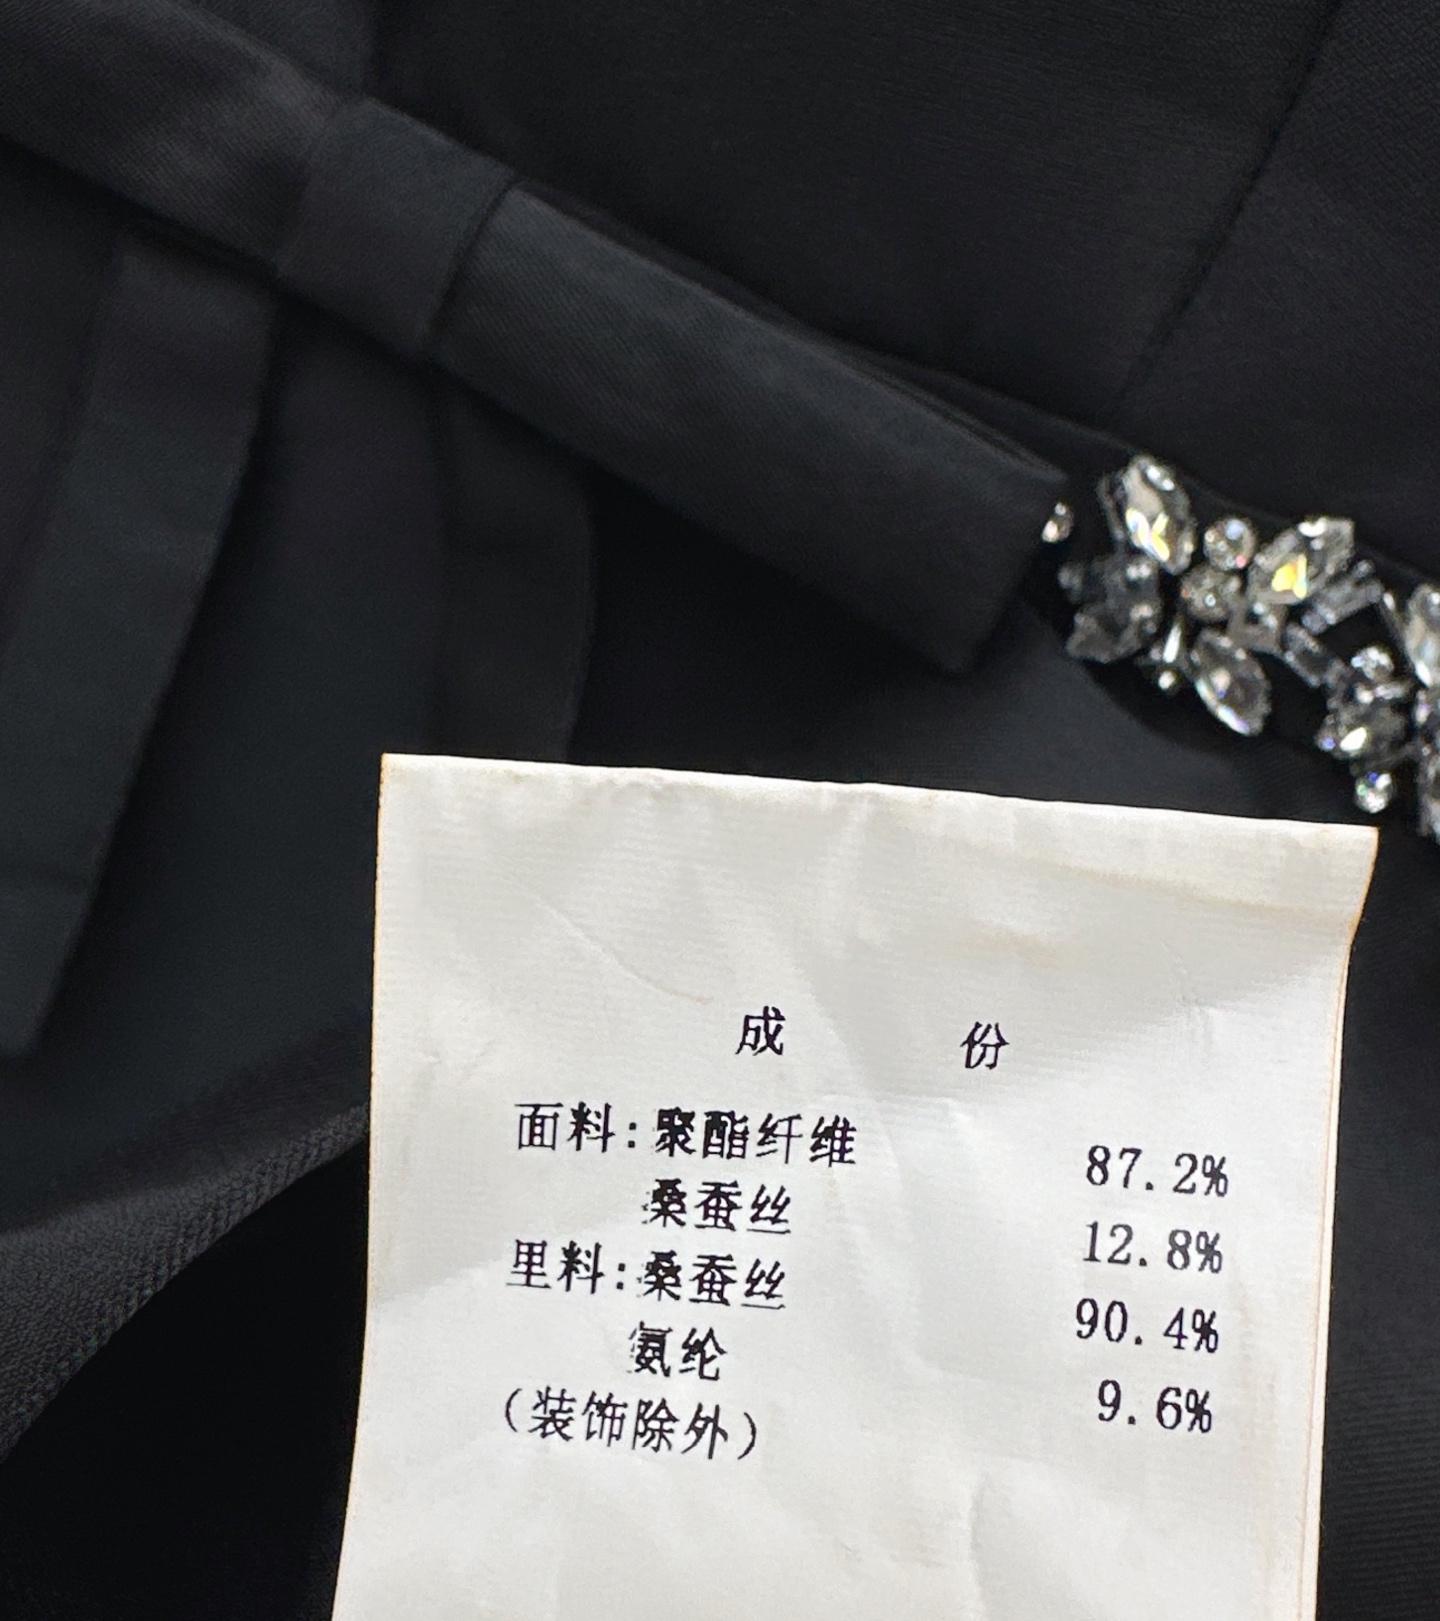 成 份
面料:聚酯纤维 87.2%
桑蚕丝 12.8%
里料:桑蚕丝 90.4%
氨纶 9.6%
(装饰除外)